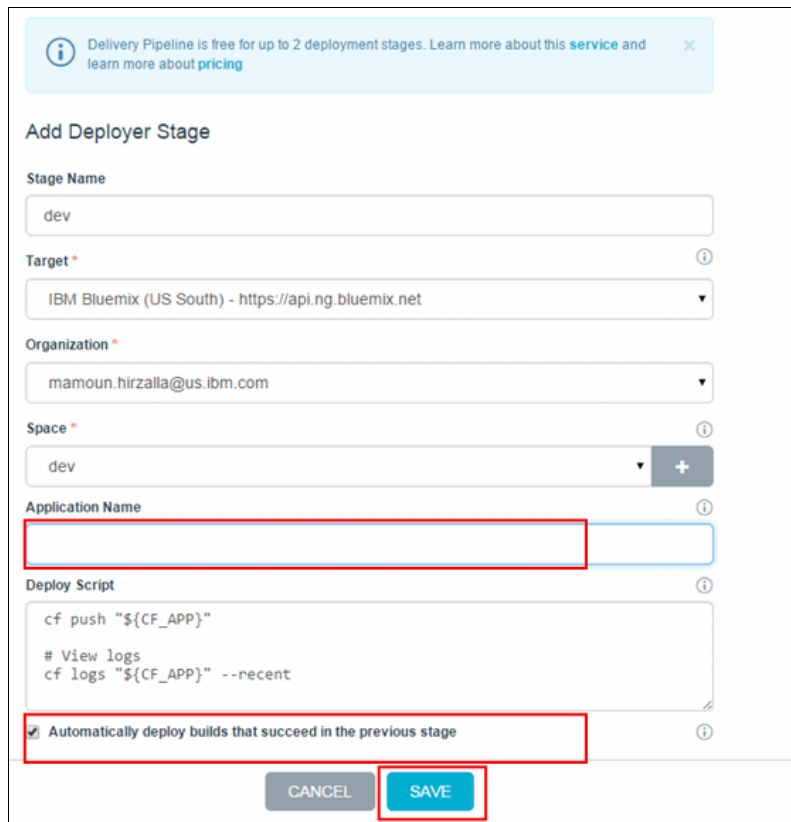 Delivery Pipeline is free for up to 2 deployment stages. Learn more about this service and
learn more about pricing
Add Deployer Stage
Stage Name
dev
Target *
IBM Bluemix (US South) - https://api.ng.bluemix.net
Organization *
mamoun.hirzalla@us.ibm.com
Space *
dev
Application Name
Deploy Script
cf push "${CF_APP}"
# View logs
cf logs "${CF_APP}" --recent
Automatically deploy builds that succeed in the previous stage
CANCEL SAVE